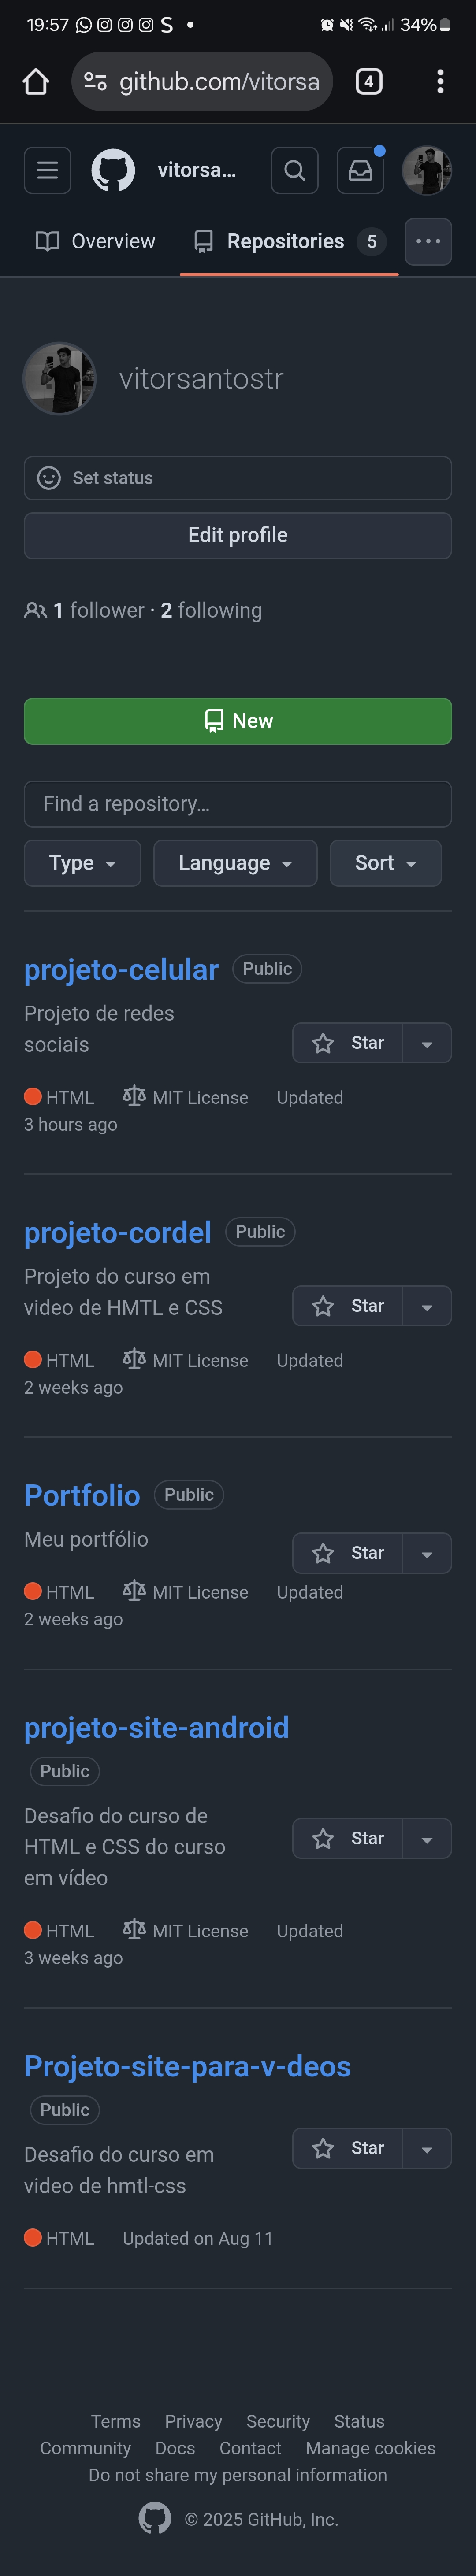 19:57 34%
github.com/vitorsa 4
vitorsa...
Overview Repositories 5
vitorsantostr
Set status
Edit profile
1 follower · 2 following
New
Find a repository...
Type Language Sort
projeto-celular Public
Projeto de redes
sociais
Star
HTML MIT License Updated
3 hours ago
projeto-cordel Public
Projeto do curso em
video de HMTL e CSS
Star
HTML MIT License Updated
2 weeks ago
Portfolio Public
Meu portfólio
Star
HTML MIT License Updated
2 weeks ago
projeto-site-android
Public
Desafio do curso de
HTML e CSS do curso
em vídeo
Star
HTML MIT License Updated
3 weeks ago
Projeto-site-para-v-deos
Public
Desafio do curso em
video de hmtl-css
Star
HTML Updated on Aug 11
Terms Privacy Security Status
Community Docs Contact Manage cookies
Do not share my personal information
© 2025 GitHub, Inc.